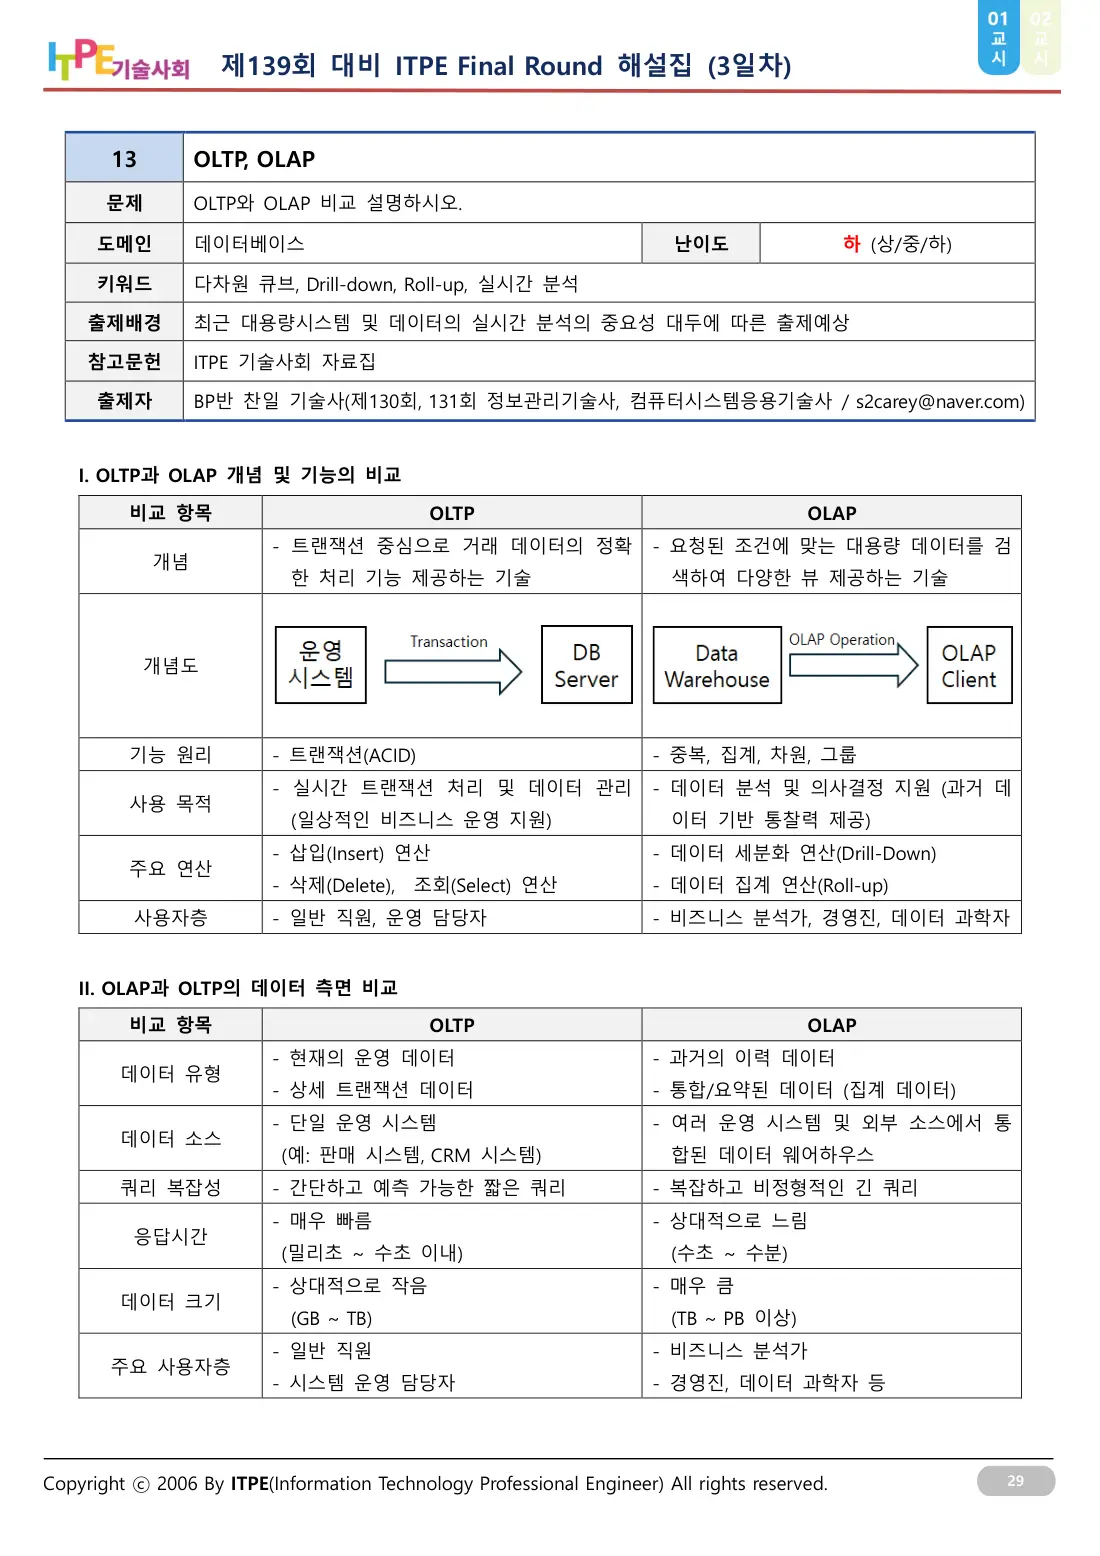 ITPE기술사회 제139회 대비 ITPE Final Round 해설집 (3일차)
01 교 시
02 교 시
13 OLTP, OLAP
문제 OLTP와 OLAP 비교 설명하시오.
도메인 데이터베이스 난이도 하 (상/중/하)
키워드 다차원 큐브, Drill-down, Roll-up, 실시간 분석
출제배경 최근 대용량시스템 및 데이터의 실시간 분석의 중요성 대두에 따른 출제예상
참고문헌 ITPE 기술사회 자료집
출제자 BP반 찬일 기술사(제130회, 131회 정보관리기술사, 컴퓨터시스템응용기술사 / s2carey@naver.com)
I. OLTP과 OLAP 개념 및 기능의 비교
비교 항목 OLTP OLAP
개념
- 트랜잭션 중심으로 거래 데이터의 정확
한 처리 기능 제공하는 기술
- 요청된 조건에 맞는 대용량 데이터를 검
색하여 다양한 뷰 제공하는 기술
개념도
운영
시스템
Transaction
DB
Server
Data
Warehouse
OLAP Operation
OLAP
Client
기능 원리 - 트랜잭션(ACID) - 중복, 집계, 차원, 그룹
사용 목적
- 실시간 트랜잭션 처리 및 데이터 관리
(일상적인 비즈니스 운영 지원)
- 데이터 분석 및 의사결정 지원 (과거 데
이터 기반 통찰력 제공)
주요 연산
- 삽입(Insert) 연산
- 삭제(Delete), 조회(Select) 연산
- 데이터 세분화 연산(Drill-Down)
- 데이터 집계 연산(Roll-up)
사용자층 - 일반 직원, 운영 담당자 - 비즈니스 분석가, 경영진, 데이터 과학자
II. OLAP과 OLTP의 데이터 측면 비교
비교 항목 OLTP OLAP
데이터 유형
- 현재의 운영 데이터
- 상세 트랜잭션 데이터
- 과거의 이력 데이터
- 통합/요약된 데이터 (집계 데이터)
데이터 소스
- 단일 운영 시스템
(예: 판매 시스템, CRM 시스템)
- 여러 운영 시스템 및 외부 소스에서 통
합된 데이터 웨어하우스
쿼리 복잡성 - 간단하고 예측 가능한 짧은 쿼리 - 복잡하고 비정형적인 긴 쿼리
응답시간
- 매우 빠름
(밀리초 ~ 수초 이내)
- 상대적으로 느림
(수초 ~ 수분)
데이터 크기
- 상대적으로 작음
(GB ~ TB)
- 매우 큼
(TB ~ PB 이상)
주요 사용자층
- 일반 직원
- 시스템 운영 담당자
- 비즈니스 분석가
- 경영진, 데이터 과학자 등
Copyright ⓒ 2006 By ITPE(Information Technology Professional Engineer) All rights reserved. 29